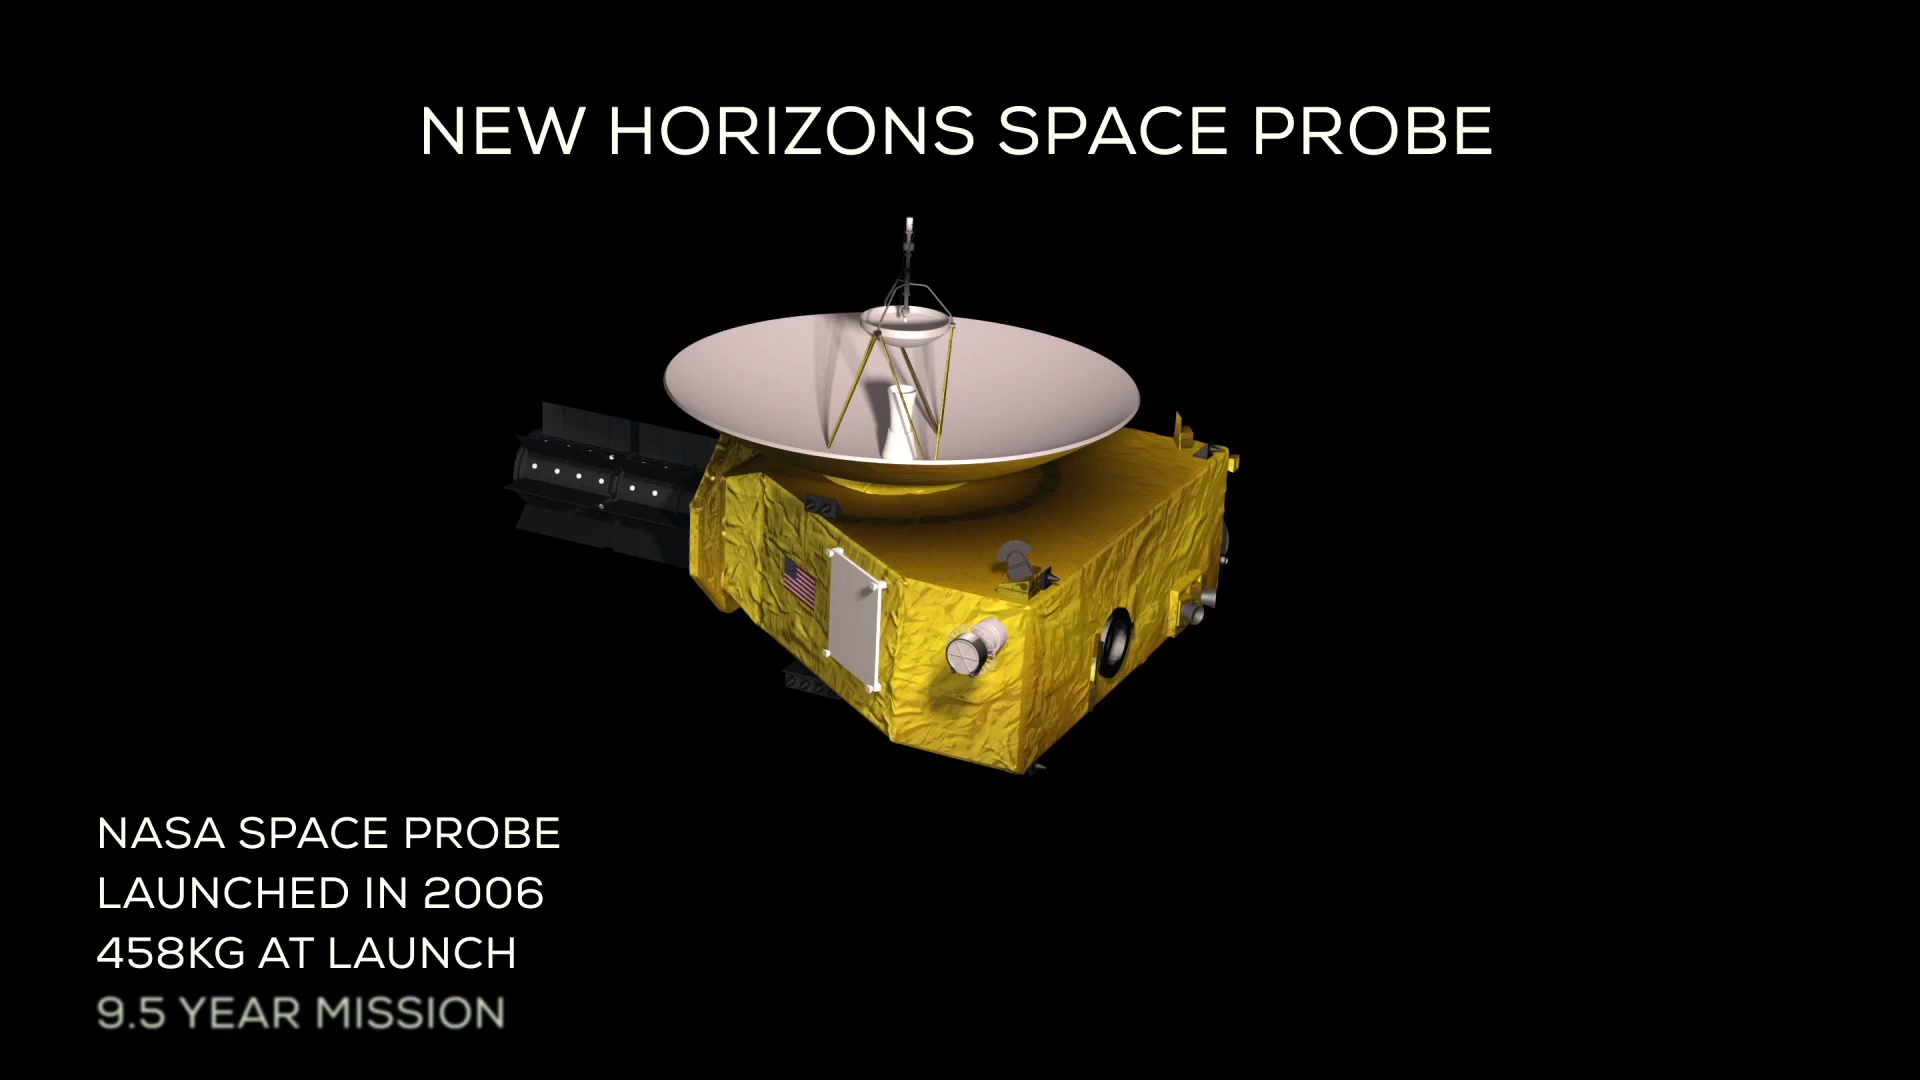 NEW HORIZONS SPACE PROBE
NASA SPACE PROBE
LAUNCHED IN 2006
458KG AT LAUNCH
9.5 YEAR MISSION